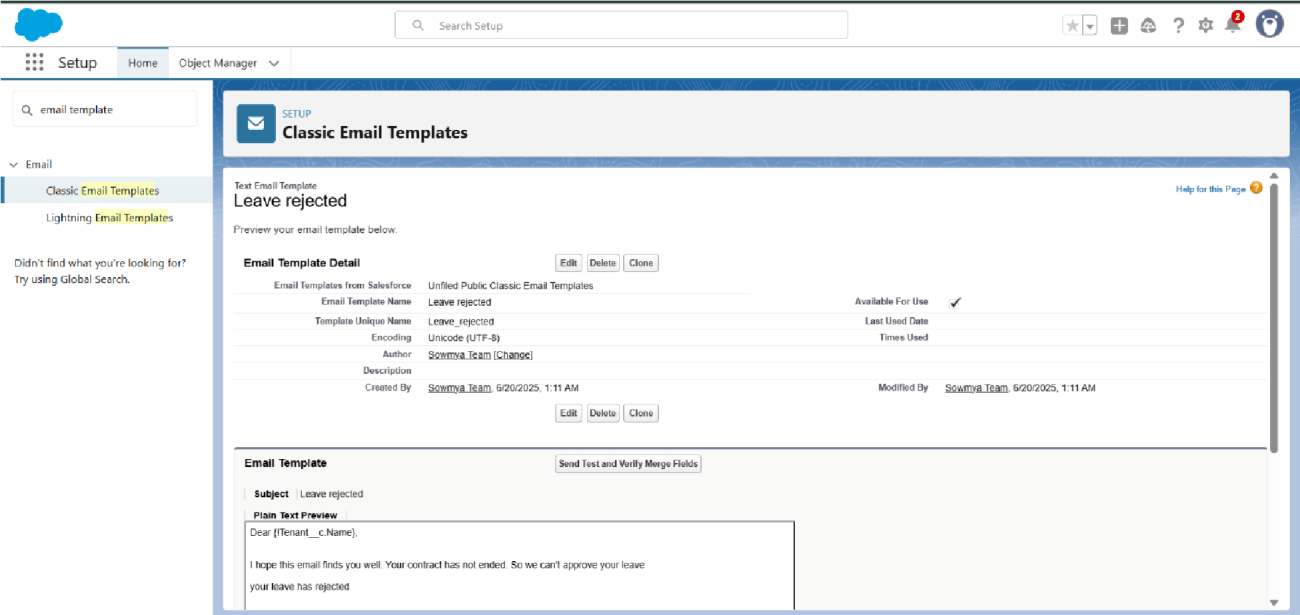 Search Setup
2
Setup
Home
Object Manager
email template
SETUP
Classic Email Templates
Email
Classic Email Templates
Lightning Email Templates
Didn't find what you're looking for?
Try using Global Search.
Text Email Template
Leave rejected
Help for this Page
Preview your email template below.
Email Template Detail
Edit Delete Clone
Email Templates from Salesforce Unfiled Public Classic Email Templates
Email Template Name Leave rejected Available For Use
Template Unique Name Leave_rejected Last Used Date
Encoding Unicode (UTF-8) Times Used
Author Sowmya Team [Change]
Description
Created By Sowmya Team, 6/20/2025, 1:11 AM Modified By Sowmya Team, 6/20/2025, 1:11 AM
Edit Delete Clone
Email Template Send Test and Verify Merge Fields
Subject Leave rejected
Plain Text Preview
Dear {!Tenant__c.Name},
I hope this email finds you well. Your contract has not ended. So we can't approve your leave
your leave has rejected